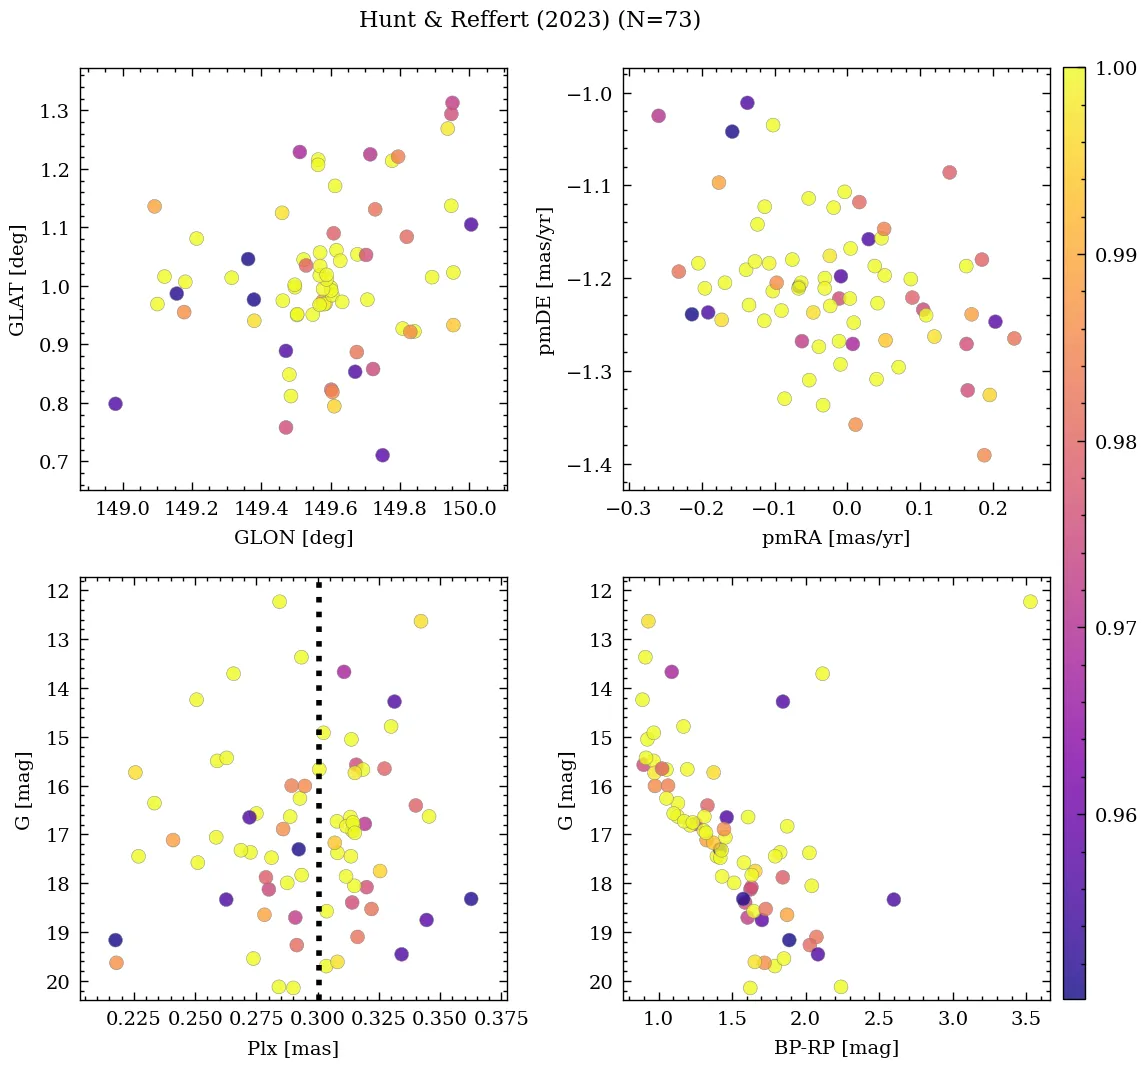 Hunt & Reffert (2023) (N=73)
1.3
1.2
1.1
1.0
0.9
0.8
0.7
GLAT [deg]
149.0 149.2 149.4 149.6 149.8 150.0
GLON [deg]
−1.0
−1.1
−1.2
−1.3
−1.4
pmDE [mas/yr]
−0.3 −0.2 −0.1 0.0 0.1 0.2
pmRA [mas/yr]
12
13
14
15
16
17
18
19
20
G [mag]
0.225 0.250 0.275 0.300 0.325 0.350 0.375
Plx [mas]
12
13
14
15
16
17
18
19
20
G [mag]
1.0 1.5 2.0 2.5 3.0 3.5
BP-RP [mag]
1.00
0.99
0.98
0.97
0.96